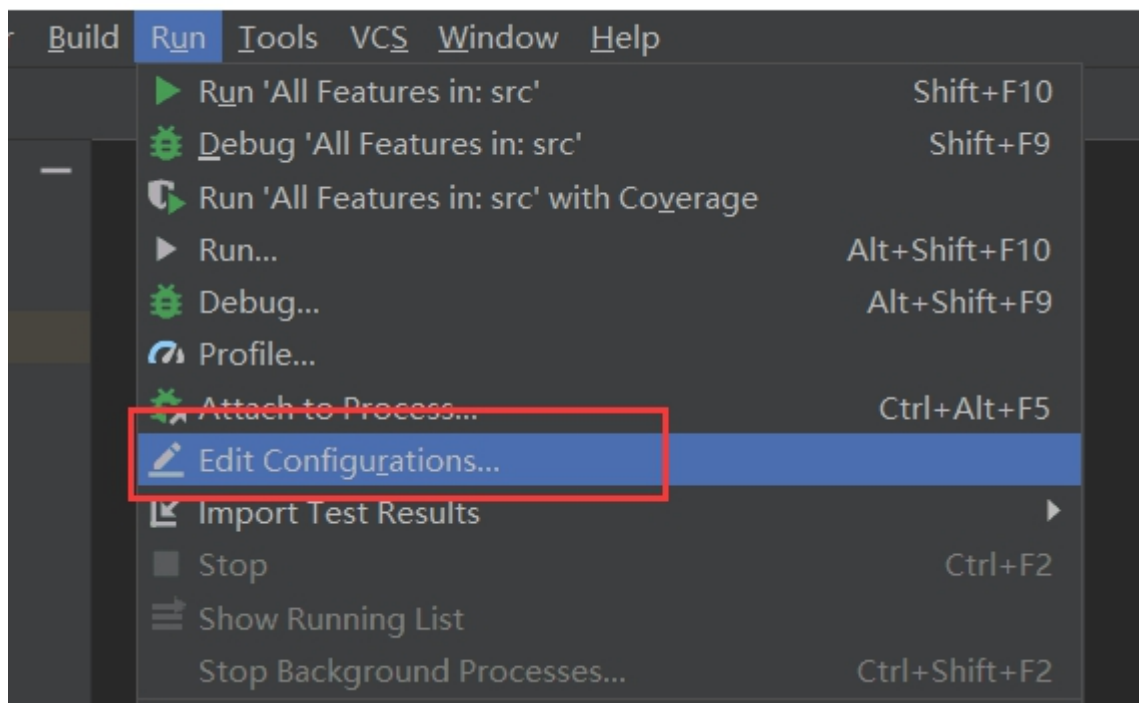 Build Run Tools VCS Window Help
Run 'All Features in: src' Shift+F10
Debug 'All Features in: src' Shift+F9
Run 'All Features in: src' with Coverage
Run... Alt+Shift+F10
Debug... Alt+Shift+F9
Profile...
Attach to Process... Ctrl+Alt+F5
Edit Configurations...
Import Test Results
Stop Ctrl+F2
Show Running List
Stop Background Processes... Ctrl+Shift+F2